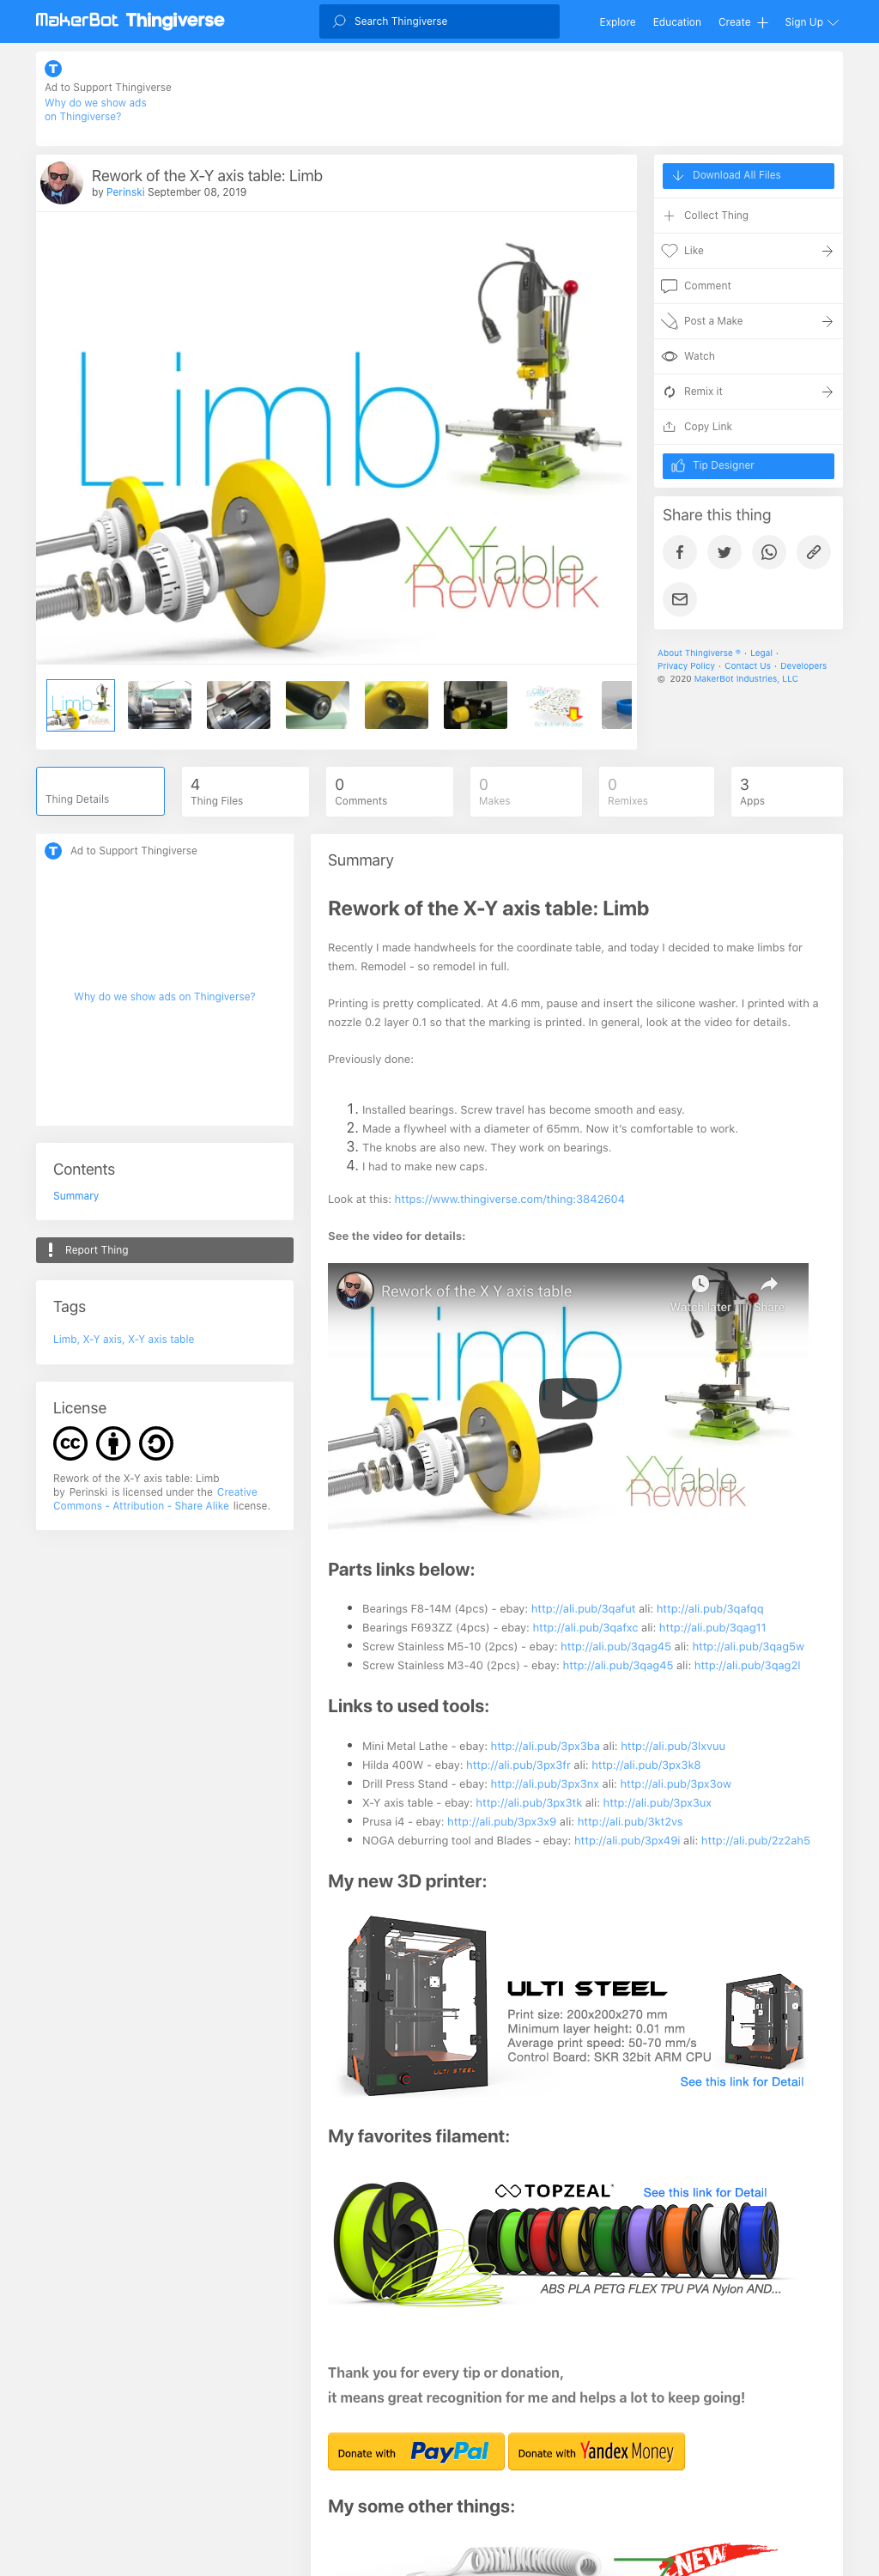 MakerBot Thingiverse
Search Thingiverse
Explore
Education
Create
Sign Up
Ad to Support Thingiverse
Why do we show ads
on Thingiverse?
Rework of the X-Y axis table: Limb
by Perinski September 08, 2019
Limb
XY Table
Rework
Download All Files
Collect Thing
Like
Comment
Post a Make
Watch
Remix it
Copy Link
Tip Designer
Share this thing
About Thingiverse ® · Legal ·
Privacy Policy · Contact Us · Developers
© 2020 MakerBot Industries, LLC
Thing Details
4
Thing Files
0
Comments
0
Makes
0
Remixes
3
Apps
Ad to Support Thingiverse
Why do we show ads on Thingiverse?
Contents
Summary
Report Thing
Tags
Limb, X-Y axis, X-Y axis table
License
Rework of the X-Y axis table: Limb
by Perinski is licensed under the Creative
Commons - Attribution - Share Alike license.
Summary
Rework of the X-Y axis table: Limb
Recently I made handwheels for the coordinate table, and today I decided to make limbs for
them. Remodel - so remodel in full.
Printing is pretty complicated. At 4.6 mm, pause and insert the silicone washer. I printed with a
nozzle 0.2 layer 0.1 so that the marking is printed. In general, look at the video for details.
Previously done:
1. Installed bearings. Screw travel has become smooth and easy.
2. Made a flywheel with a diameter of 65mm. Now it's comfortable to work.
3. The knobs are also new. They work on bearings.
4. I had to make new caps.
Look at this: https://www.thingiverse.com/thing:3842604
See the video for details:
Rework of the X Y axis table
Watch later
Share
Limb
XY Table
Rework
Parts links below:
Bearings F8-14M (4pcs) - ebay: http://ali.pub/3qafut ali: http://ali.pub/3qafqq
Bearings F693ZZ (4pcs) - ebay: http://ali.pub/3qafxc ali: http://ali.pub/3qag11
Screw Stainless M5-10 (2pcs) - ebay: http://ali.pub/3qag45 ali: http://ali.pub/3qag5w
Screw Stainless M3-40 (2pcs) - ebay: http://ali.pub/3qag45 ali: http://ali.pub/3qag2l
Links to used tools:
Mini Metal Lathe - ebay: http://ali.pub/3px3ba ali: http://ali.pub/3lxvuu
Hilda 400W - ebay: http://ali.pub/3px3fr ali: http://ali.pub/3px3k8
Drill Press Stand - ebay: http://ali.pub/3px3nx ali: http://ali.pub/3px3ow
X-Y axis table - ebay: http://ali.pub/3px3tk ali: http://ali.pub/3px3ux
Prusa i4 - ebay: http://ali.pub/3px3x9 ali: http://ali.pub/3kt2vs
NOGA deburring tool and Blades - ebay: http://ali.pub/3px49i ali: http://ali.pub/2z2ah5
My new 3D printer:
ULTI STEEL
ULTI STEEL
Print size: 200x200x270 mm
Minimum layer height: 0.01 mm
Average print speed: 50-70 mm/s
Control Board: SKR 32bit ARM CPU
See this link for Detail
My favorites filament:
TOPZEAL®
See this link for Detail
ABS PLA PETG FLEX TPU PVA Nylon AND...
Thank you for every tip or donation,
it means great recognition for me and helps a lot to keep going!
Donate with PayPal
Donate with Yandex Money
My some other things:
NEW